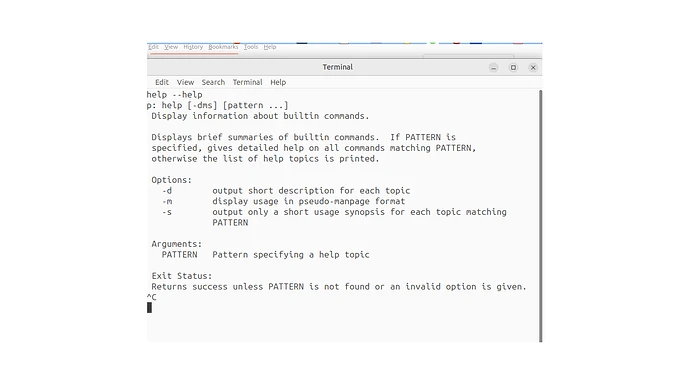 Edit View History Bookmarks Tools Help
Terminal
Edit View Search Terminal Help
help --help
p: help [-dms] [pattern ...]
Display information about builtin commands.
Displays brief summaries of builtin commands.  If PATTERN is
specified, gives detailed help on all commands matching PATTERN,
otherwise the list of help topics is printed.
Options:
-d        output short description for each topic
-m        display usage in pseudo-manpage format
-s        output only a short usage synopsis for each topic matching
PATTERN
Arguments:
PATTERN   Pattern specifying a help topic
Exit Status:
Returns success unless PATTERN is not found or an invalid option is given.
^C